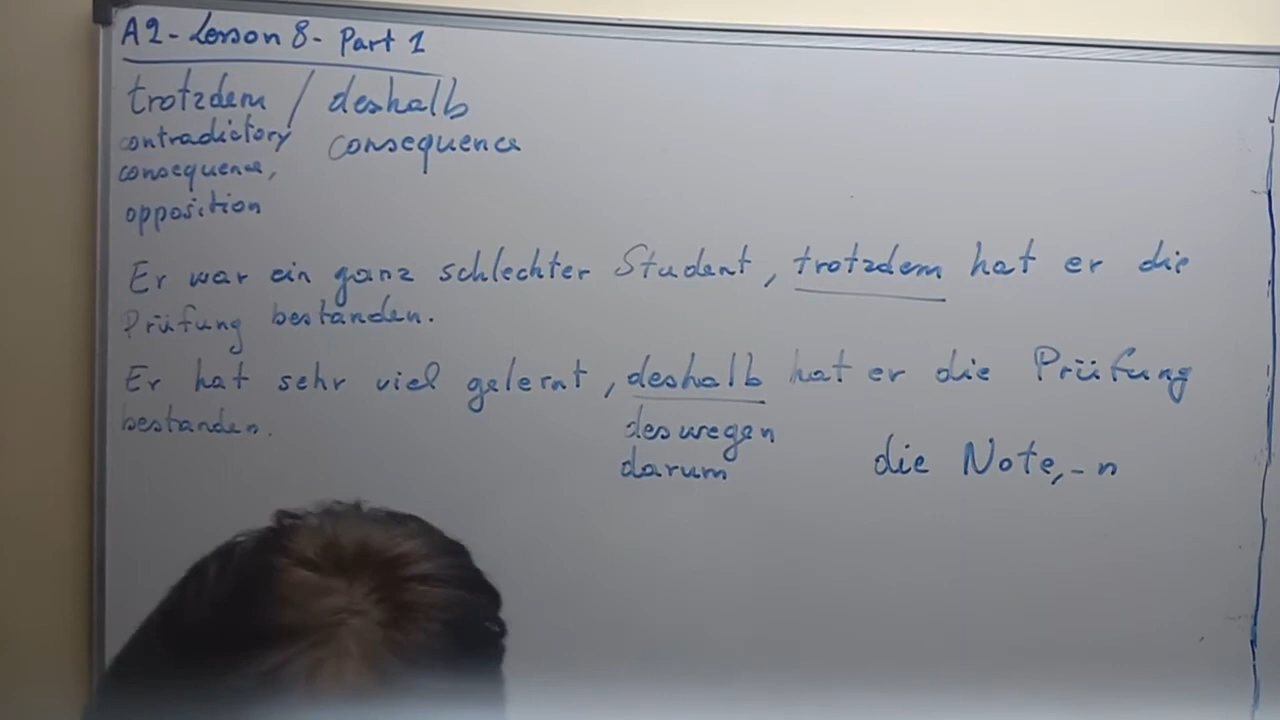 A2 - Lesson 8 - Part 1
trotzdem / deshalb
contradictory consequence
consequence,
opposition
Er war ein ganz schlechter Student, trotzdem hat er die
Prüfung bestanden.
Er hat sehr viel gelernt, deshalb hat er die Prüfung
bestanden.
deswegen
darum
die Note, -n